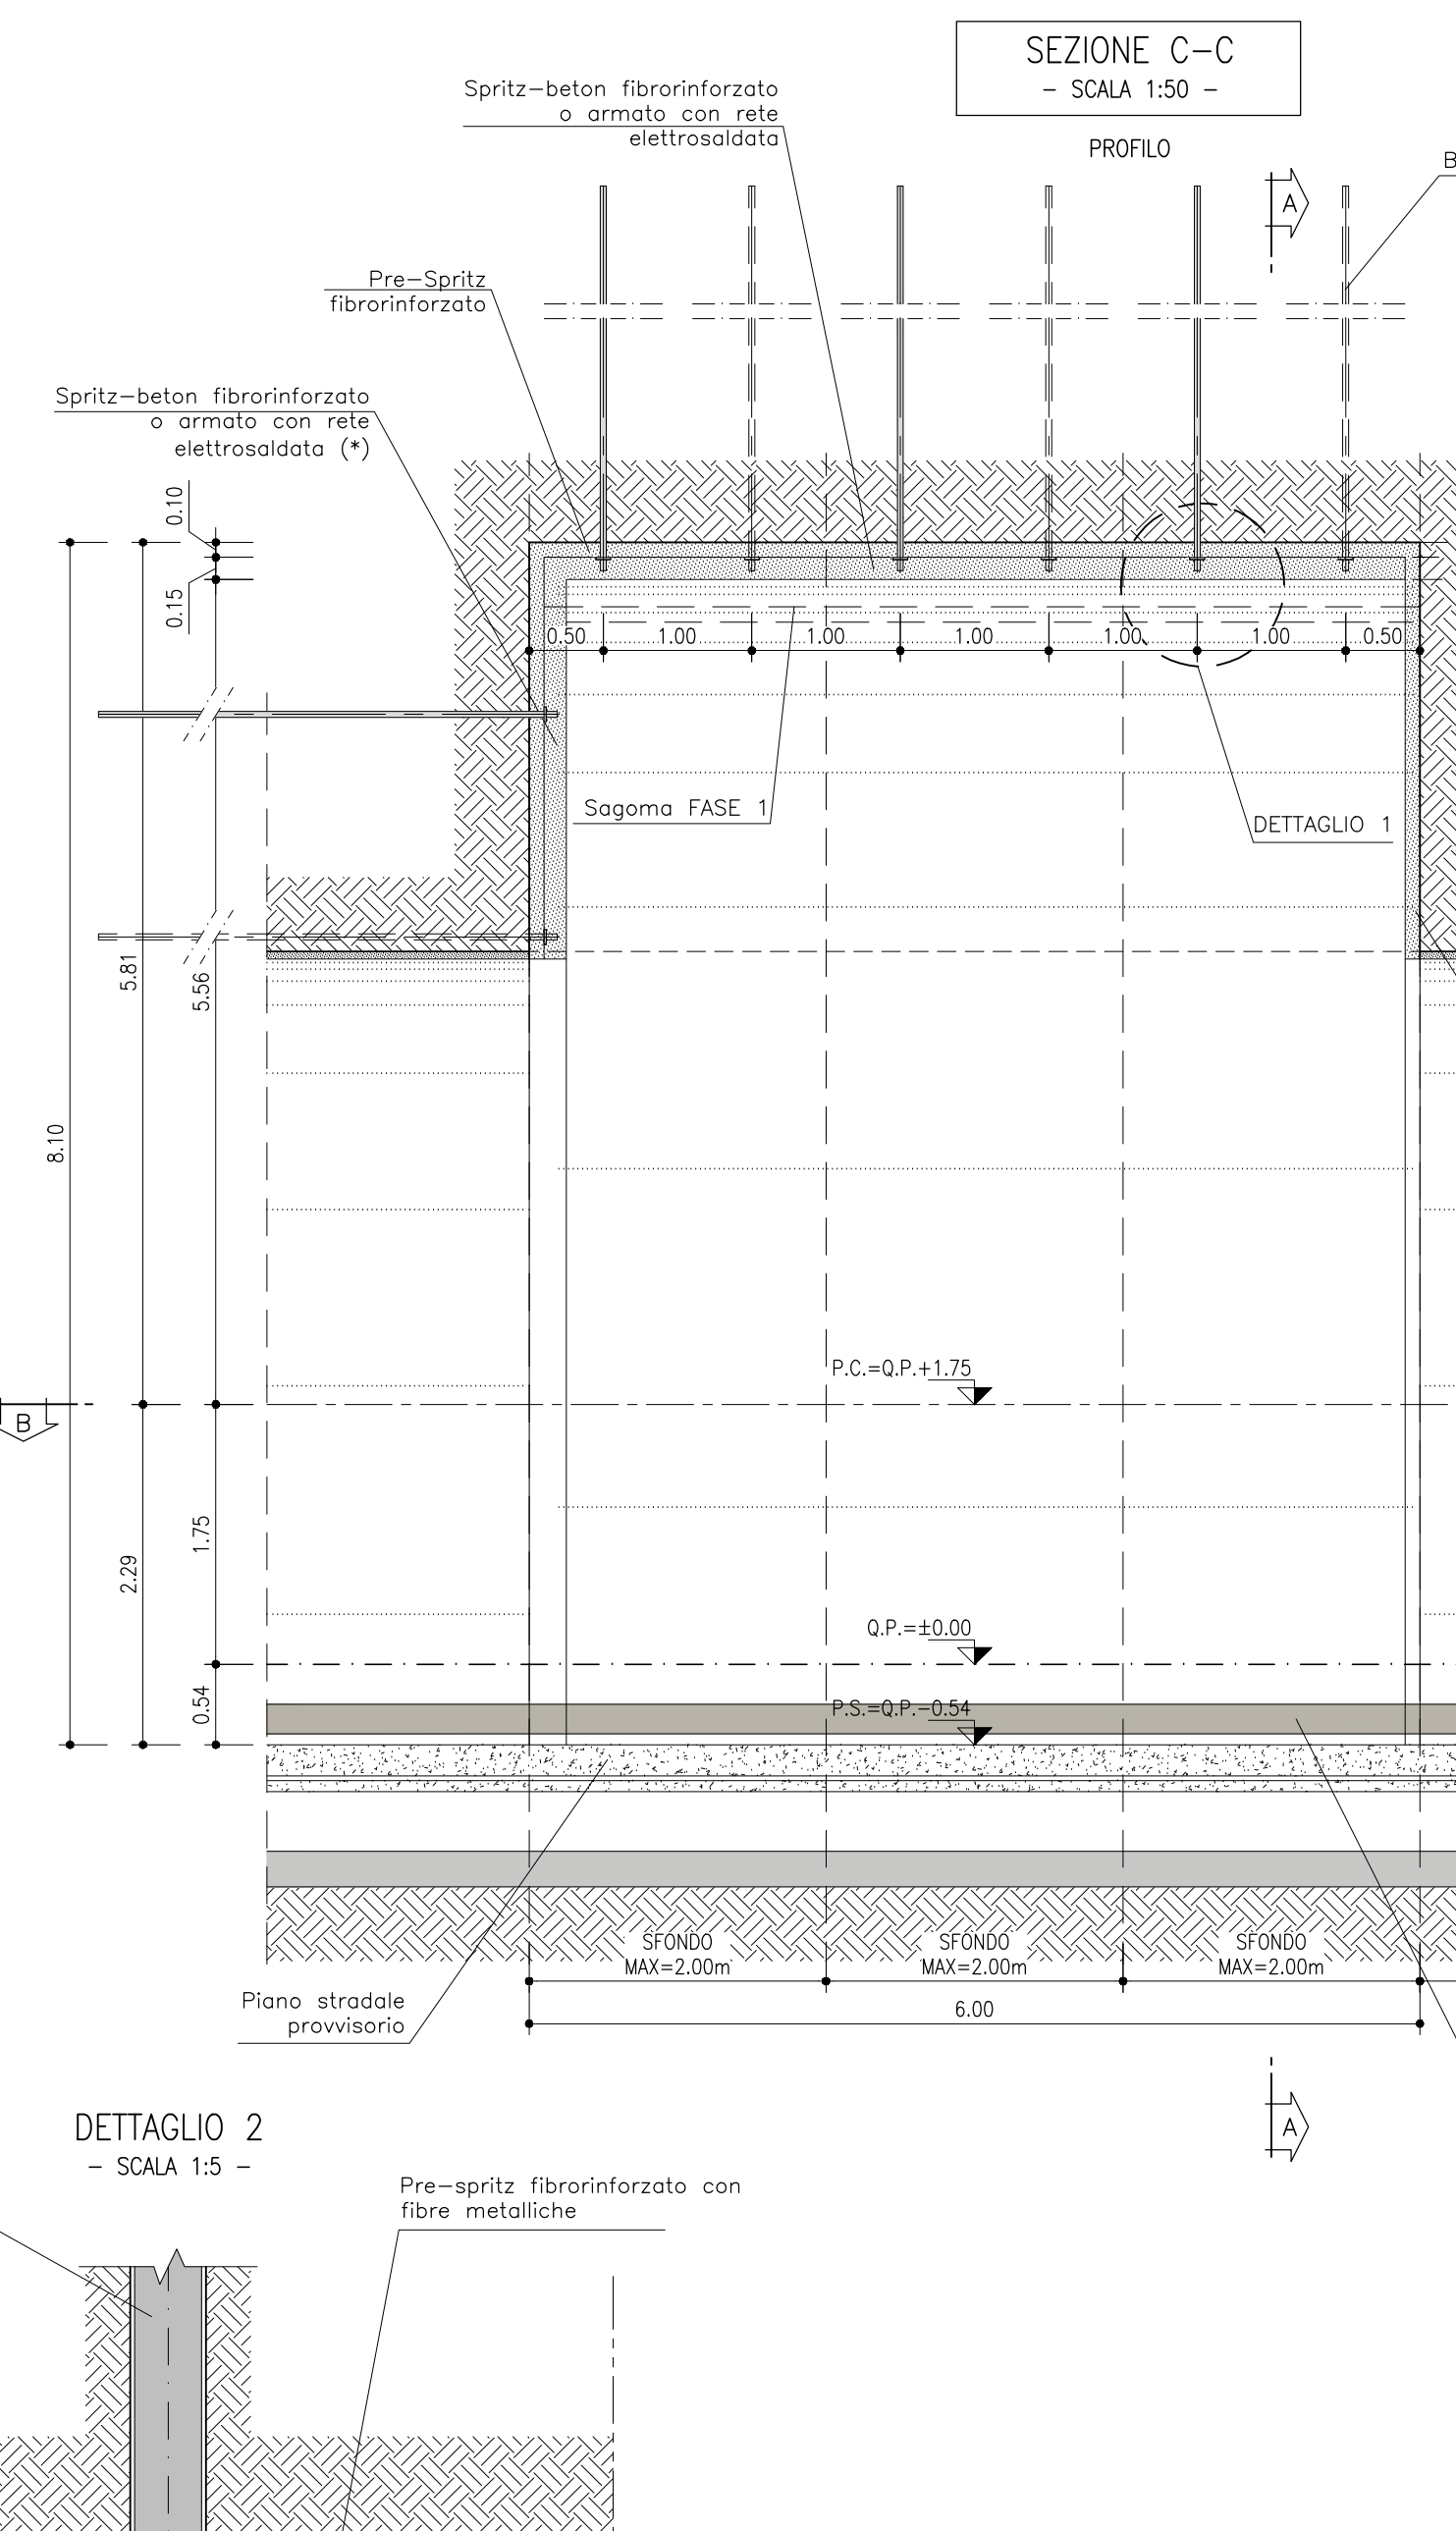 SEZIONE C-C
- SCALA 1:50 -
PROFILO
Spritz-beton fibrorinforzato
o armato con rete
elettrosaldata
B
A
Pre-Spritz
fibrorinforzato
Spritz-beton fibrorinforzato
o armato con rete
elettrosaldata (*)
0.10
0.15
0.50
1.00
1.00
1.00
1.00
1.00
0.50
Sagoma FASE 1
DETTAGLIO 1
5.81
5.56
8.10
P.C.=Q.P.+1.75
B
1.75
2.29
Q.P.=±0.00
0.54
P.S.=Q.P.-0.54
SFONDO
MAX=2.00m
SFONDO
MAX=2.00m
SFONDO
MAX=2.00m
6.00
Piano stradale
provvisorio
A
DETTAGLIO 2
- SCALA 1:5 -
Pre-spritz fibrorinforzato con
fibre metalliche